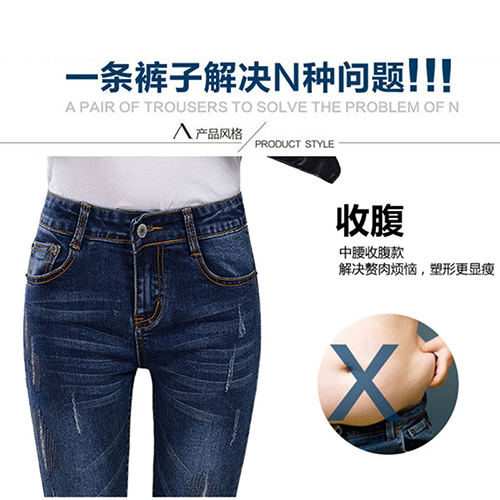 一条裤子解决N种问题!!!
A PAIR OF TROUSERS TO SOLVE THE PROBLEM OF N
产品风格
PRODUCT STYLE
收腹
中腰收腹款
解决赘肉烦恼，塑形更显瘦
X